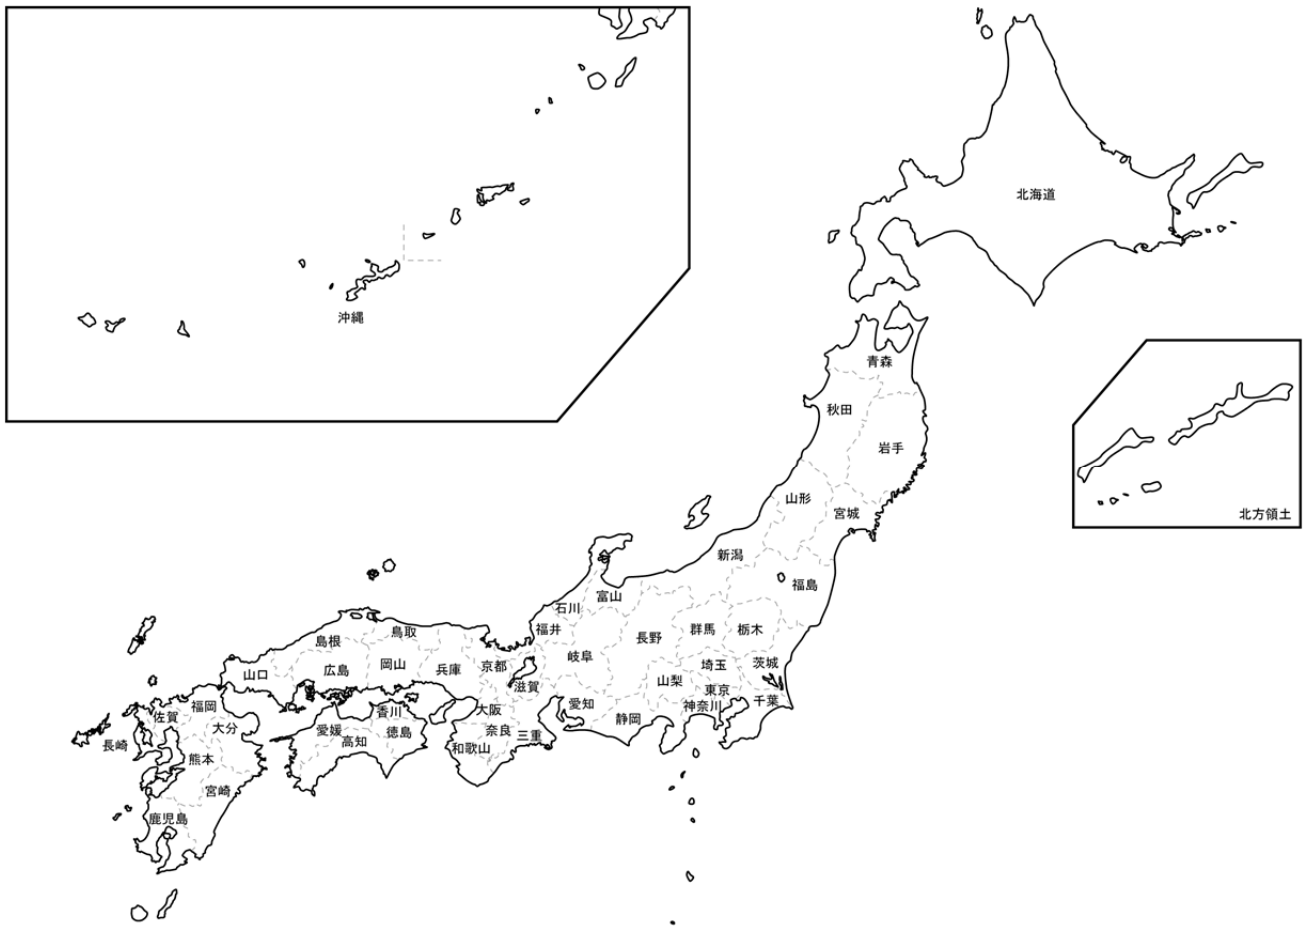 北海道
沖縄
青森
秋田
岩手
山形
宮城
北方領土
新潟
福島
富山
石川
福井
長野
群馬
栃木
鳥取
島根
岐阜
埼玉
茨城
京都
兵庫
岡山
広島
山口
滋賀
山梨
東京
千葉
神奈川
愛知
静岡
大阪
奈良
三重
和歌山
香川
徳島
愛媛
高知
福岡
佐賀
大分
長崎
熊本
宮崎
鹿児島